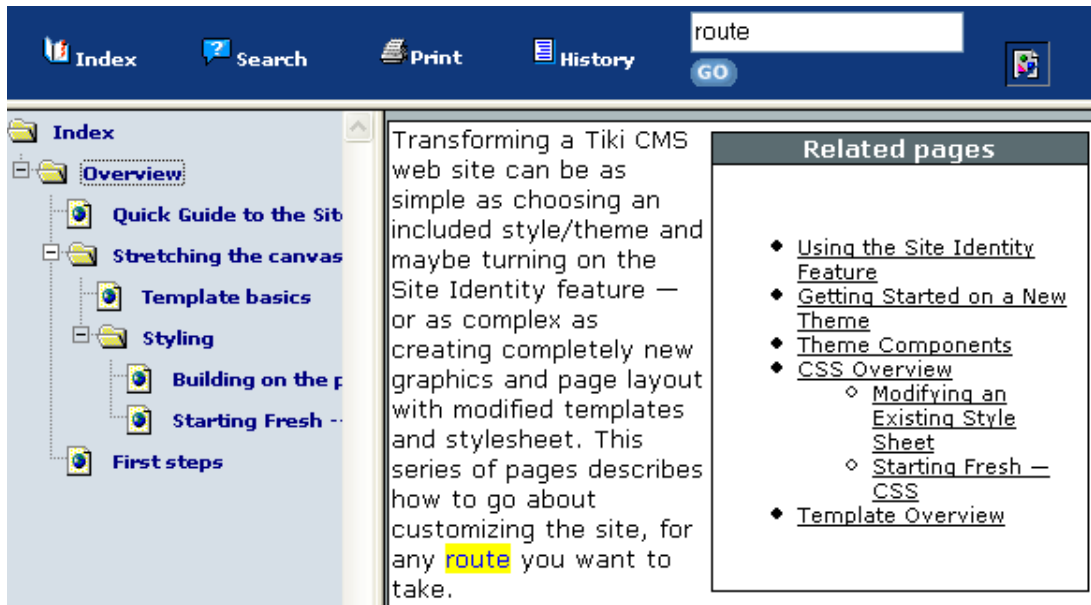 route
Index Search Print History
GO
Index
Overview
Quick Guide to the Sit
Stretching the canvas
Template basics
Styling
Building on the p
Starting Fresh --
First steps
Transforming a Tiki CMS
web site can be as
simple as choosing an
included style/theme and
maybe turning on the
Site Identity feature —
or as complex as
creating completely new
graphics and page layout
with modified templates
and stylesheet. This
series of pages describes
how to go about
customizing the site, for
any route you want to
take.
Related pages
Using the Site Identity
Feature
Getting Started on a New
Theme
Theme Components
CSS Overview
Modifying an
Existing Style
Sheet
Starting Fresh —
CSS
Template Overview